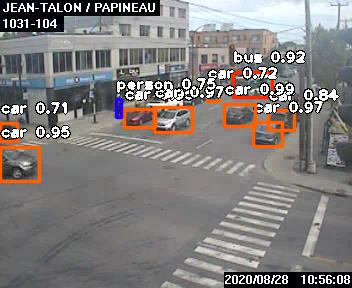 JEAN-TALON / PAPINEAU
1031-104
bus 0.92
car 0.72
person 0.75
car 0.99
car 0.84
car 0.97
car 0.71
car 0.95
2020/08/28 10:56:08